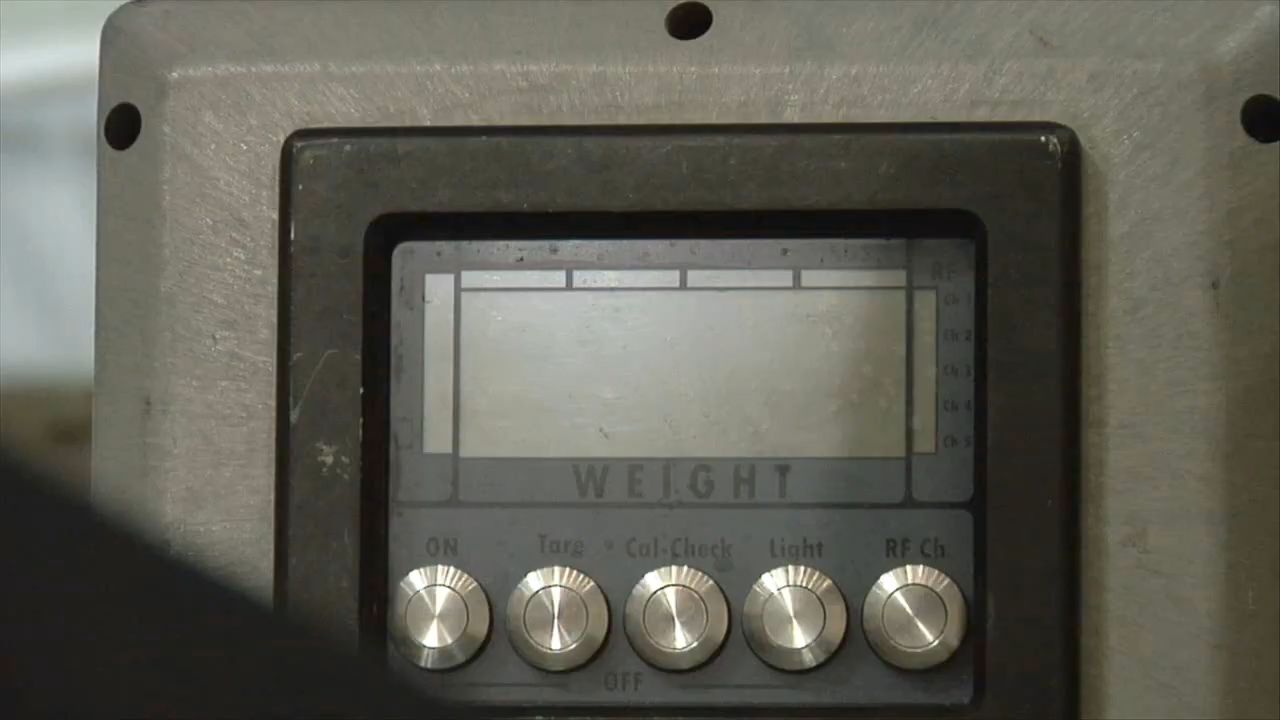 RF
Ch 1
Ch 2
Ch 3
Ch 4
Ch 5
WEIGHT
ON Tare Cal-Check Light RF Ch
OFF